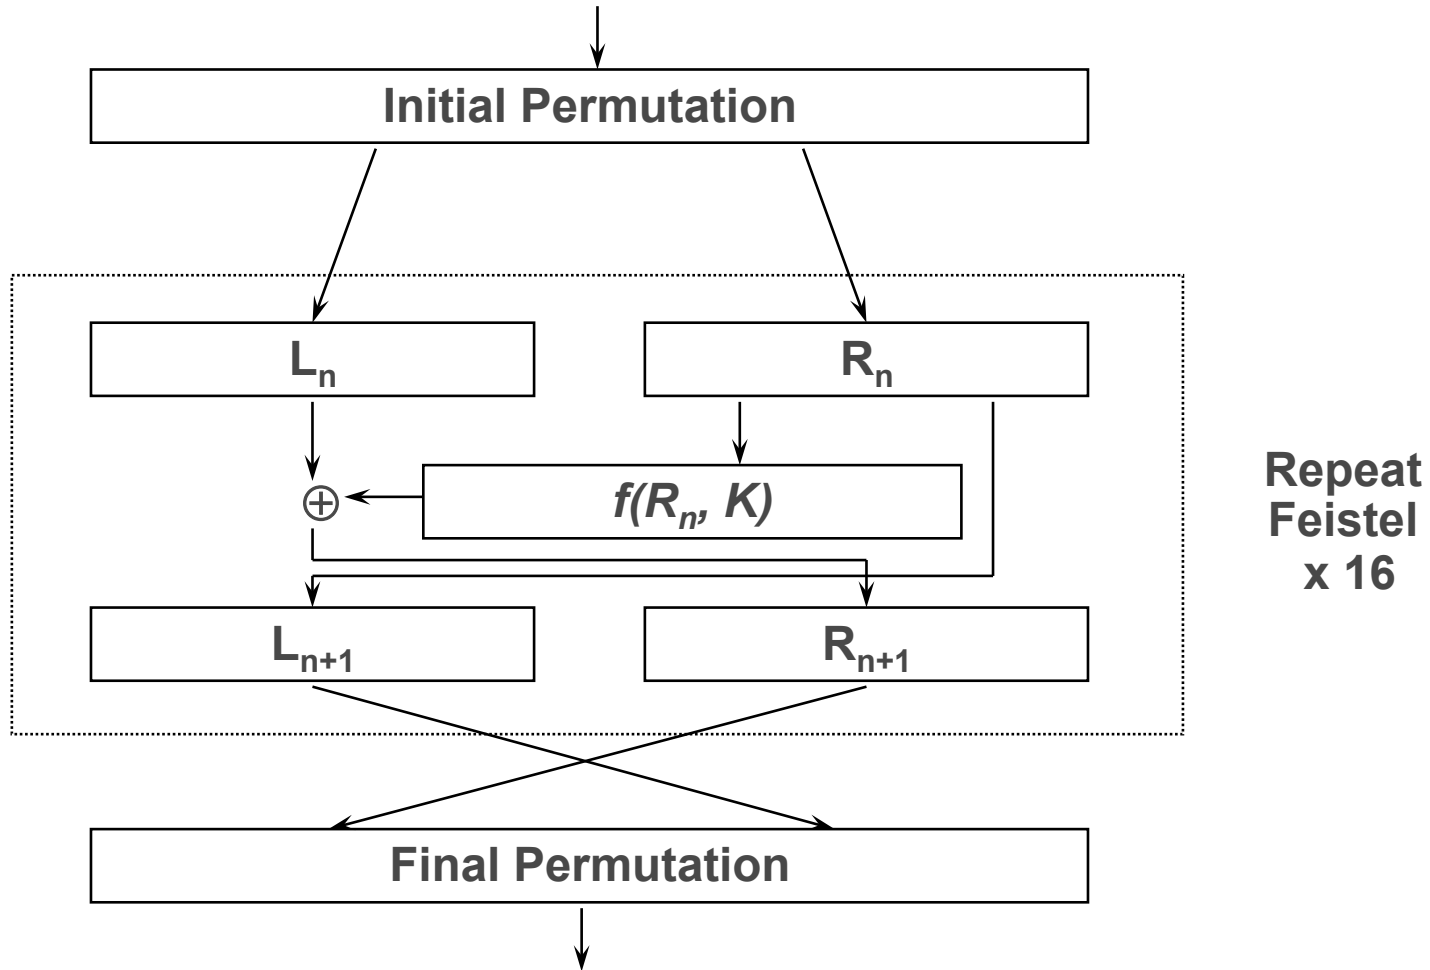 Initial Permutation
Lₙ
Rₙ
⊕
f(Rₙ, K)
Repeat
Feistel
x 16
Lₙ₊₁
Rₙ₊₁
Final Permutation